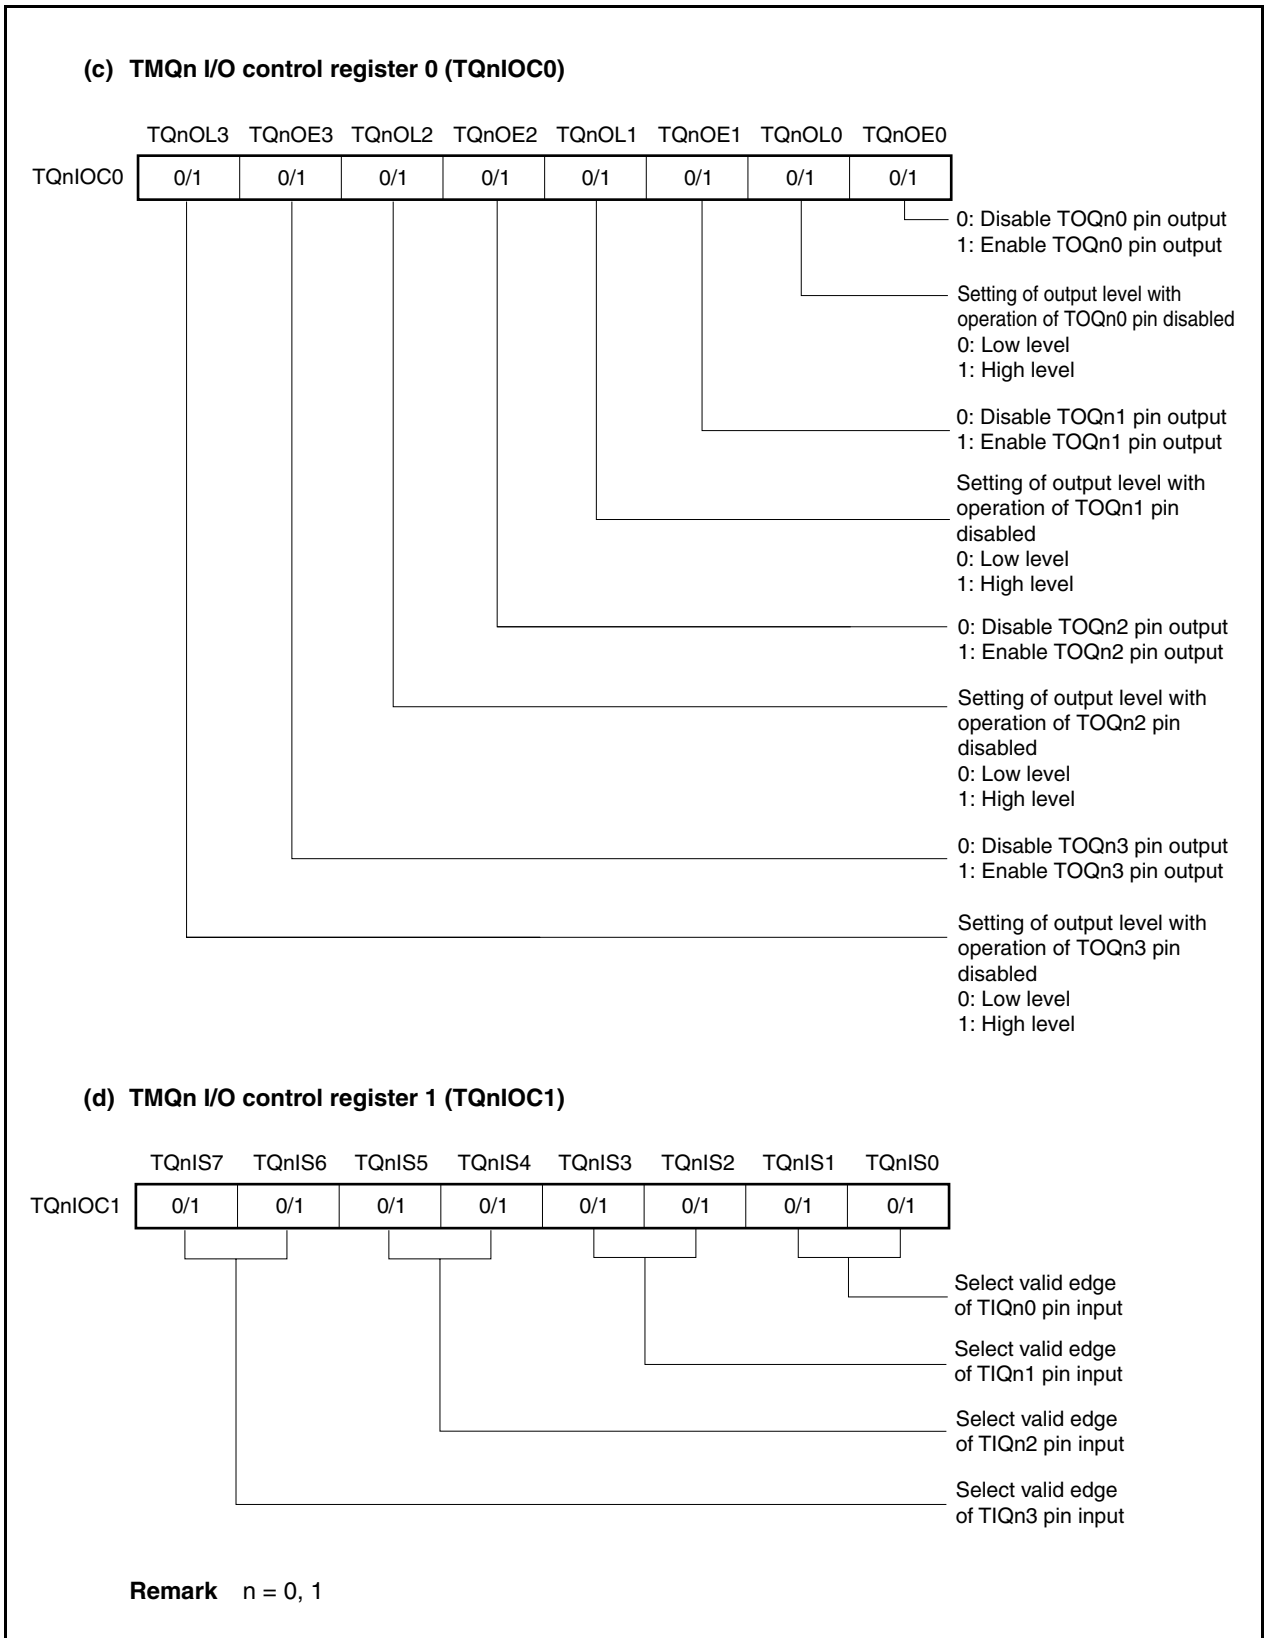 (c) TMQn I/O control register 0 (TQnIOC0)
TQnOL3 TQnOE3 TQnOL2 TQnOE2 TQnOL1 TQnOE1 TQnOL0 TQnOE0
TQnIOC0 0/1 0/1 0/1 0/1 0/1 0/1 0/1 0/1
0: Disable TOQn0 pin output
1: Enable TOQn0 pin output
Setting of output level with
operation of TOQn0 pin disabled
0: Low level
1: High level
0: Disable TOQn1 pin output
1: Enable TOQn1 pin output
Setting of output level with
operation of TOQn1 pin
disabled
0: Low level
1: High level
0: Disable TOQn2 pin output
1: Enable TOQn2 pin output
Setting of output level with
operation of TOQn2 pin
disabled
0: Low level
1: High level
0: Disable TOQn3 pin output
1: Enable TOQn3 pin output
Setting of output level with
operation of TOQn3 pin
disabled
0: Low level
1: High level
(d) TMQn I/O control register 1 (TQnIOC1)
TQnIS7 TQnIS6 TQnIS5 TQnIS4 TQnIS3 TQnIS2 TQnIS1 TQnIS0
TQnIOC1 0/1 0/1 0/1 0/1 0/1 0/1 0/1 0/1
Select valid edge
of TIQn0 pin input
Select valid edge
of TIQn1 pin input
Select valid edge
of TIQn2 pin input
Select valid edge
of TIQn3 pin input
Remark n = 0, 1